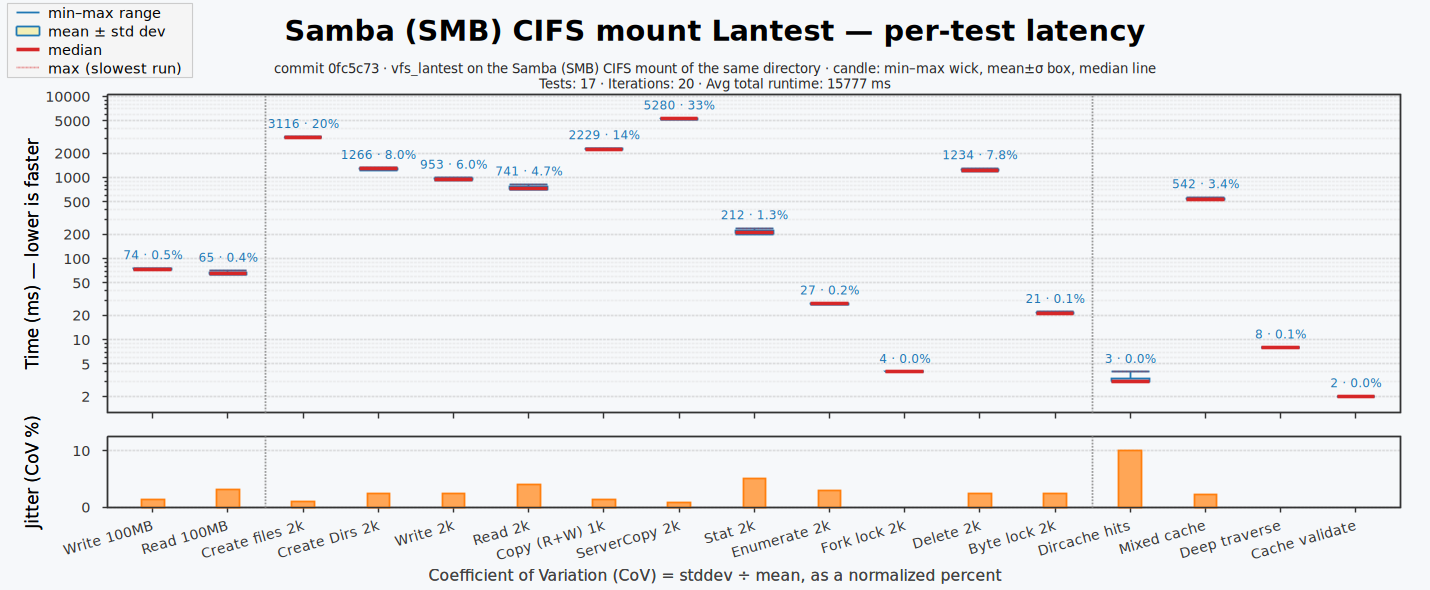 min–max range
mean ± std dev
median
max (slowest run)
Samba (SMB) CIFS mount Lantest — per-test latency
commit 0fc5c73 · vfs_lantest on the Samba (SMB) CIFS mount of the same directory · candle: min–max wick, mean±σ box, median line
Tests: 17 · Iterations: 20 · Avg total runtime: 15777 ms
Time (ms) — lower is faster
10000
5000
2000
1000
500
200
100
50
20
10
5
2
74 · 0.5%
65 · 0.4%
3116 · 20%
1266 · 8.0%
953 · 6.0%
741 · 4.7%
2229 · 14%
5280 · 33%
212 · 1.3%
27 · 0.2%
4 · 0.0%
1234 · 7.8%
21 · 0.1%
3 · 0.0%
542 · 3.4%
8 · 0.1%
2 · 0.0%
Jitter (CoV %)
10
0
Write 100MB
Read 100MB
Create files 2k
Create Dirs 2k
Write 2k
Read 2k
Copy (R+W) 1k
ServerCopy 2k
Stat 2k
Enumerate 2k
Fork lock 2k
Delete 2k
Byte lock 2k
Dircache hits
Mixed cache
Deep traverse
Cache validate
Coefficient of Variation (CoV) = stddev ÷ mean, as a normalized percent